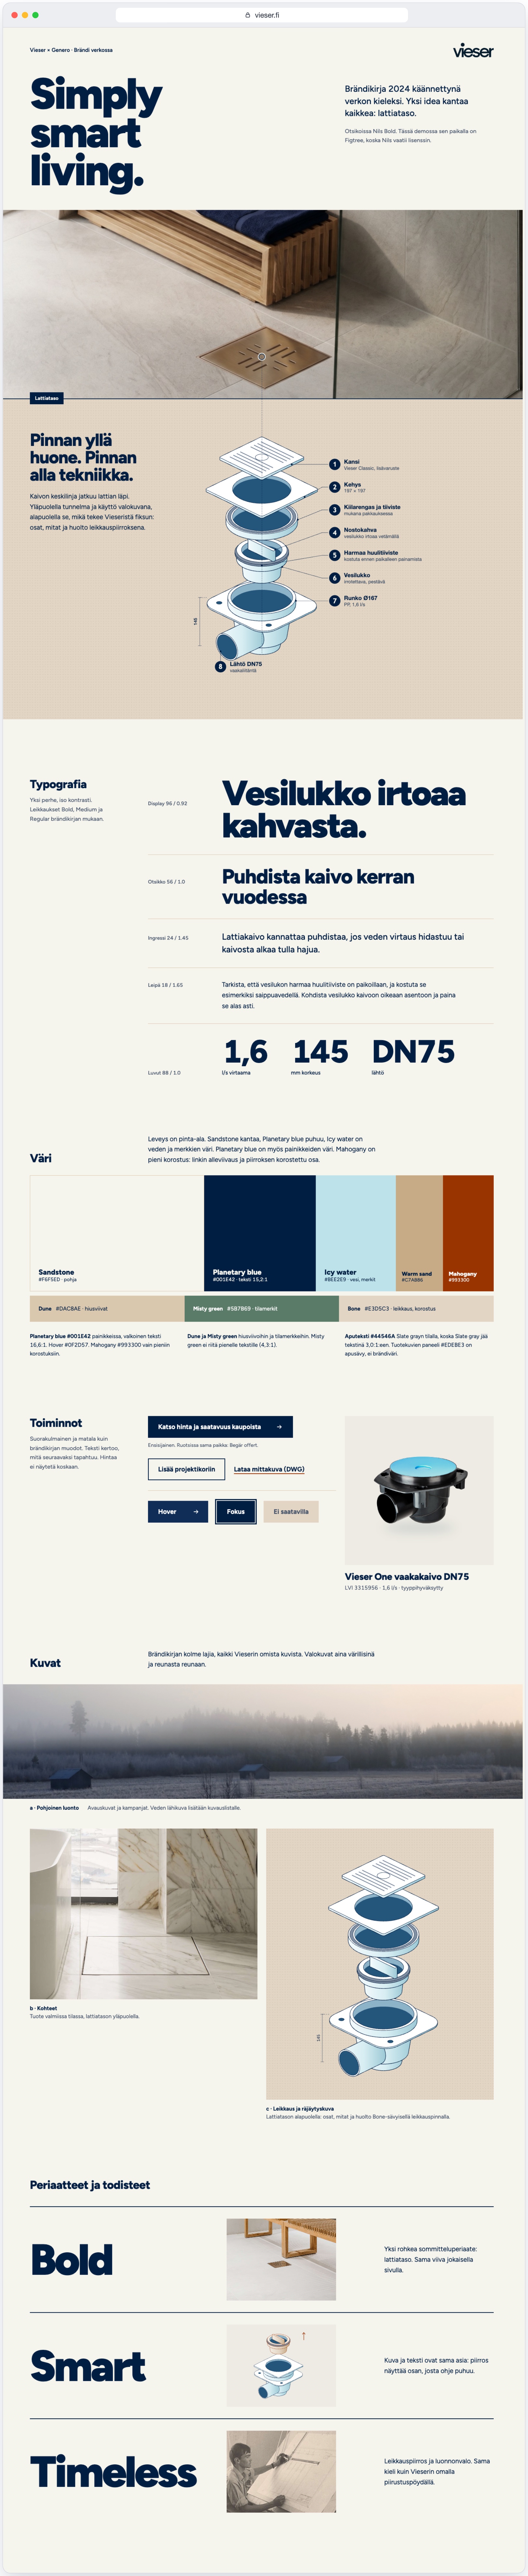 vieser.fi
Vieser × Genero · Brändi verkossa
vieser
Simply
smart
living.
Brändikirja 2024 käännettynä
verkon kieleksi. Yksi idea kantaa
kaikkea: lattiataso.
Otsikoissa Nils Bold. Tässä demossa sen paikalla on
Figtree, koska Nils vaatii lisenssin.
Lattiataso
Pinnan yllä
huone. Pinnan
alla tekniikka.
Kaivon keskilinja jatkuu lattian läpi.
Yläpuolella tunnelma ja käyttö valokuvana,
alapuolella se, mikä tekee Vieseristä fiksun:
osat, mitat ja huolto leikkauspiirroksena.
1 Kansi
Vieser Classic, lisävaruste
2 Kehys
197 × 197
3 Kiilarengas ja tiiviste
mukana pakkauksessa
4 Nostokahva
vesilukko irtoaa vetämällä
5 Harmaa huulitiiviste
kostuta ennen paikalleen painamista
6 Vesilukko
irrotettava, pestävä
7 Runko Ø167
PP, 1,6 l/s
145
8 Lähtö DN75
vaakaliitäntä
Typografia
Yksi perhe, iso kontrasti.
Leikkaukset Bold, Medium ja
Regular brändikirjan mukaan.
Display 96 / 0.92
Vesilukko irtoaa
kahvasta.
Otsikko 56 / 1.0
Puhdista kaivo kerran
vuodessa
Ingressi 24 / 1.45
Lattiakaivo kannattaa puhdistaa, jos veden virtaus hidastuu tai
kaivosta alkaa tulla hajua.
Leipä 18 / 1.65
Tarkista, että vesilukon harmaa huulitiiviste on paikoillaan, ja kostuta se
esimerkiksi saippuavedellä. Kohdista vesilukko kaivoon oikeaan asentoon ja paina
se alas asti.
Luvut 88 / 1.0
1,6
l/s virtaama
145
mm korkeus
DN75
lähtö
Väri
Leveys on pinta-ala. Sandstone kantaa, Planetary blue puhuu, Icy water on
veden ja merkkien väri. Planetary blue on myös painikkeiden väri. Mahogany on
pieni korostus: linkin alleviivaus ja piirroksen korostettu osa.
Sandstone
#F6F5ED · pohja
Planetary blue
#001E42 · teksti 15,2:1
Icy water
#BEE2E9 · vesi, merkit
Warm sand
#C7AB86
Mahogany
#993300
Dune #DAC8AE · hiusviivat
Misty green #5B7B69 · tilamerkit
Bone #E3D5C3 · leikkaus, korostus
Planetary blue #001E42 painikkeissa, valkoinen teksti
16,6:1. Hover #0F2D57. Mahogany #993300 vain pieniin
korostuksiin.
Dune ja Misty green hiusviivoihin ja tilamerkkeihin. Misty
green ei riitä pienelle tekstille (4,3:1).
Aputeksti #44546A Slate grayn tilalla, koska Slate gray jää
tekstinä 3,0:1:een. Tuotekuvien paneeli #EDE8E3 on
apusävy, ei brändiväri.
Toiminnot
Suorakulmainen ja matala kuin
brändikirjan muodot. Teksti kertoo,
mitä seuraavaksi tapahtuu. Hintaa
ei näytetä koskaan.
Katso hinta ja saatavuus kaupoista →
Ensisijainen. Ruotsissa sama paikka: Begär offert.
Lisää projektikoriin
Lataa mittakuva (DWG)
Hover →
Fokus
Ei saatavilla
Vieser One vaakakaivo DN75
LVI 3315956 · 1,6 l/s · tyyppihyväksytty
Kuvat
Brändikirjan kolme lajia, kaikki Vieserin omista kuvista. Valokuvat aina värillisinä
ja reunasta reunaan.
a · Pohjoinen luonto Avauskuvat ja kampanjat. Veden lähikuva lisätään kuvauslistalle.
b · Kohteet
Tuote valmiissa tilassa, lattiatason yläpuolella.
145
c · Leikkaus ja räjäytyskuva
Lattiatason alapuolella: osat, mitat ja huolto Bone-sävyisellä leikkauspinnalla.
Periaatteet ja todisteet
Bold
Yksi rohkea sommitteluperiaate:
lattiataso. Sama viiva jokaisella
sivulla.
Smart
Kuva ja teksti ovat sama asia: piirros
näyttää osan, josta ohje puhuu.
Timeless
Leikkauspiirros ja luonnonvalo. Sama
kieli kuin Vieserin omalla
piirustuspöydällä.